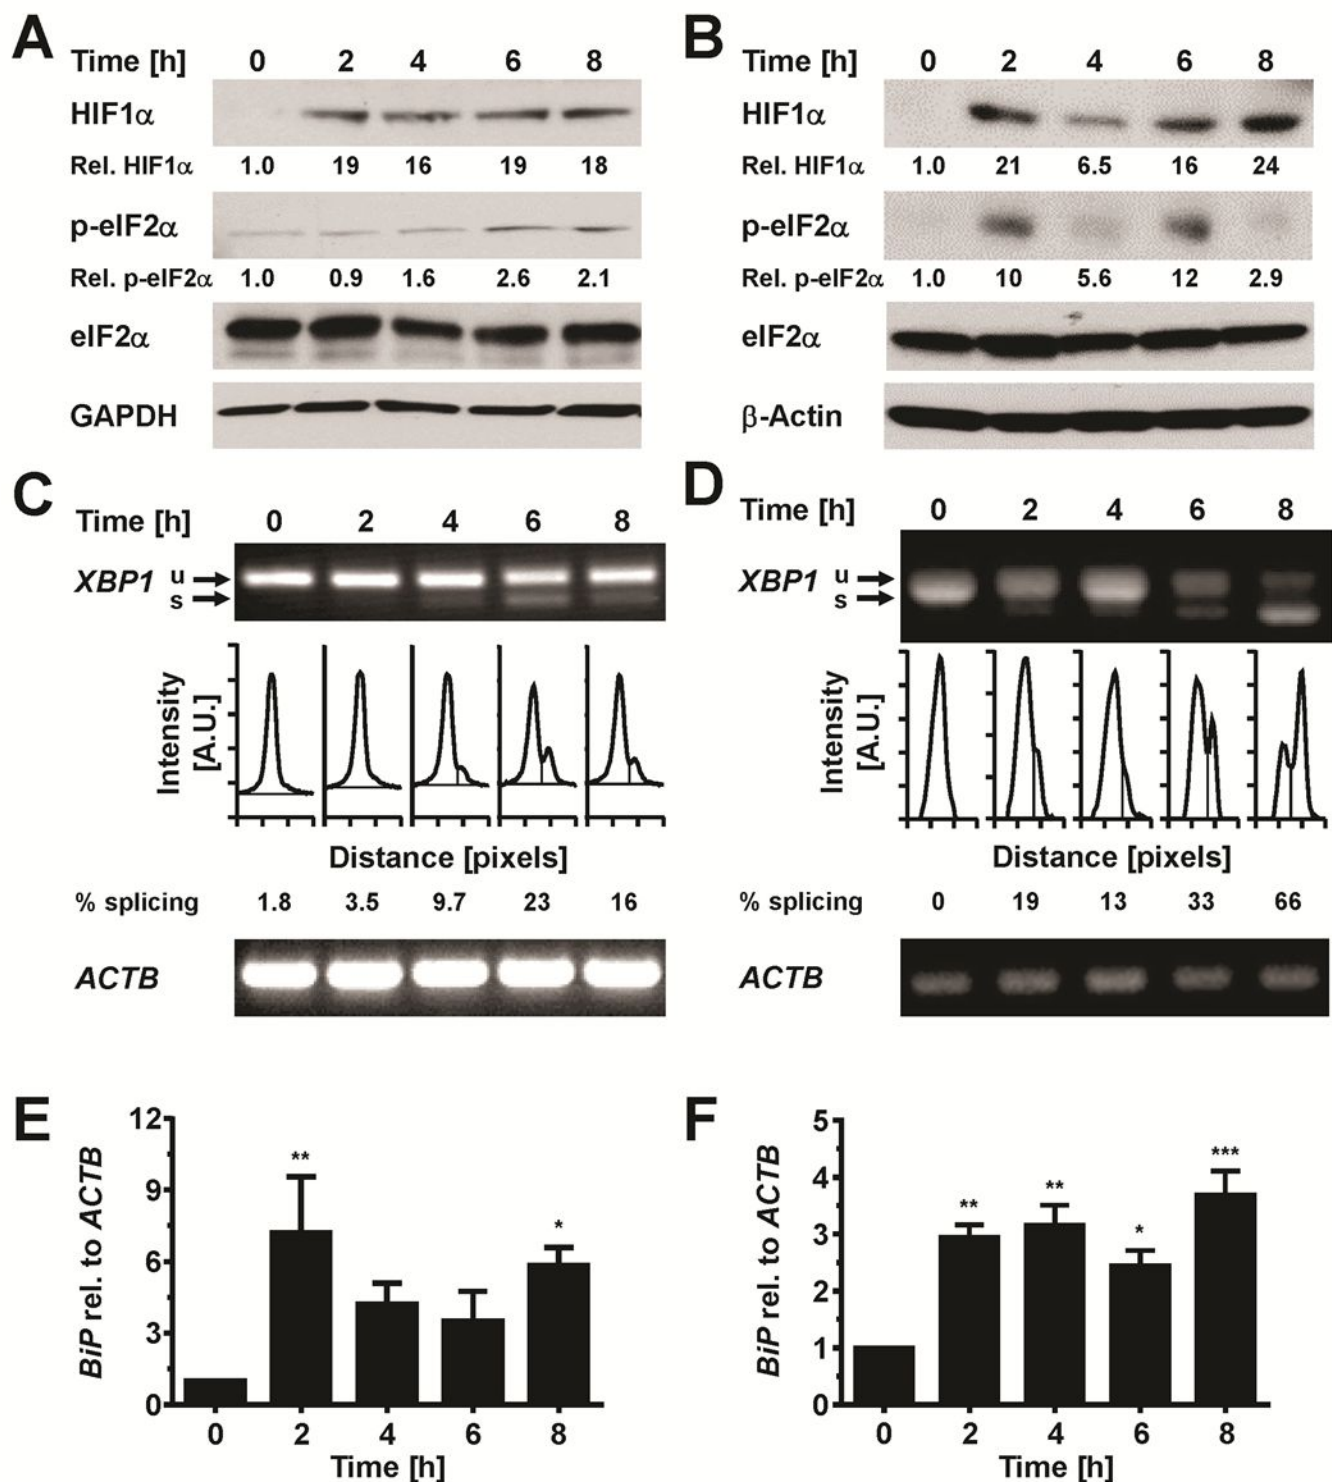 A
Time [h] 0 2 4 6 8
HIF1α
Rel. HIF1α 1.0 19 16 19 18
p-eIF2α
Rel. p-eIF2α 1.0 0.9 1.6 2.6 2.1
eIF2α
GAPDH
B
Time [h] 0 2 4 6 8
HIF1α
Rel. HIF1α 1.0 21 6.5 16 24
p-eIF2α
Rel. p-eIF2α 1.0 10 5.6 12 2.9
eIF2α
β-Actin
C
Time [h] 0 2 4 6 8
XBP1 u
s
Intensity
[A.U.]
Distance [pixels]
% splicing 1.8 3.5 9.7 23 16
ACTB
D
Time [h] 0 2 4 6 8
XBP1 u
s
Intensity
[A.U.]
Distance [pixels]
% splicing 0 19 13 33 66
ACTB
E
BiP rel. to ACTB
12
9
6
3
0
** *
0 2 4 6 8
Time [h]
F
BiP rel. to ACTB
5
4
3
2
1
0
** ** * ***
0 2 4 6 8
Time [h]